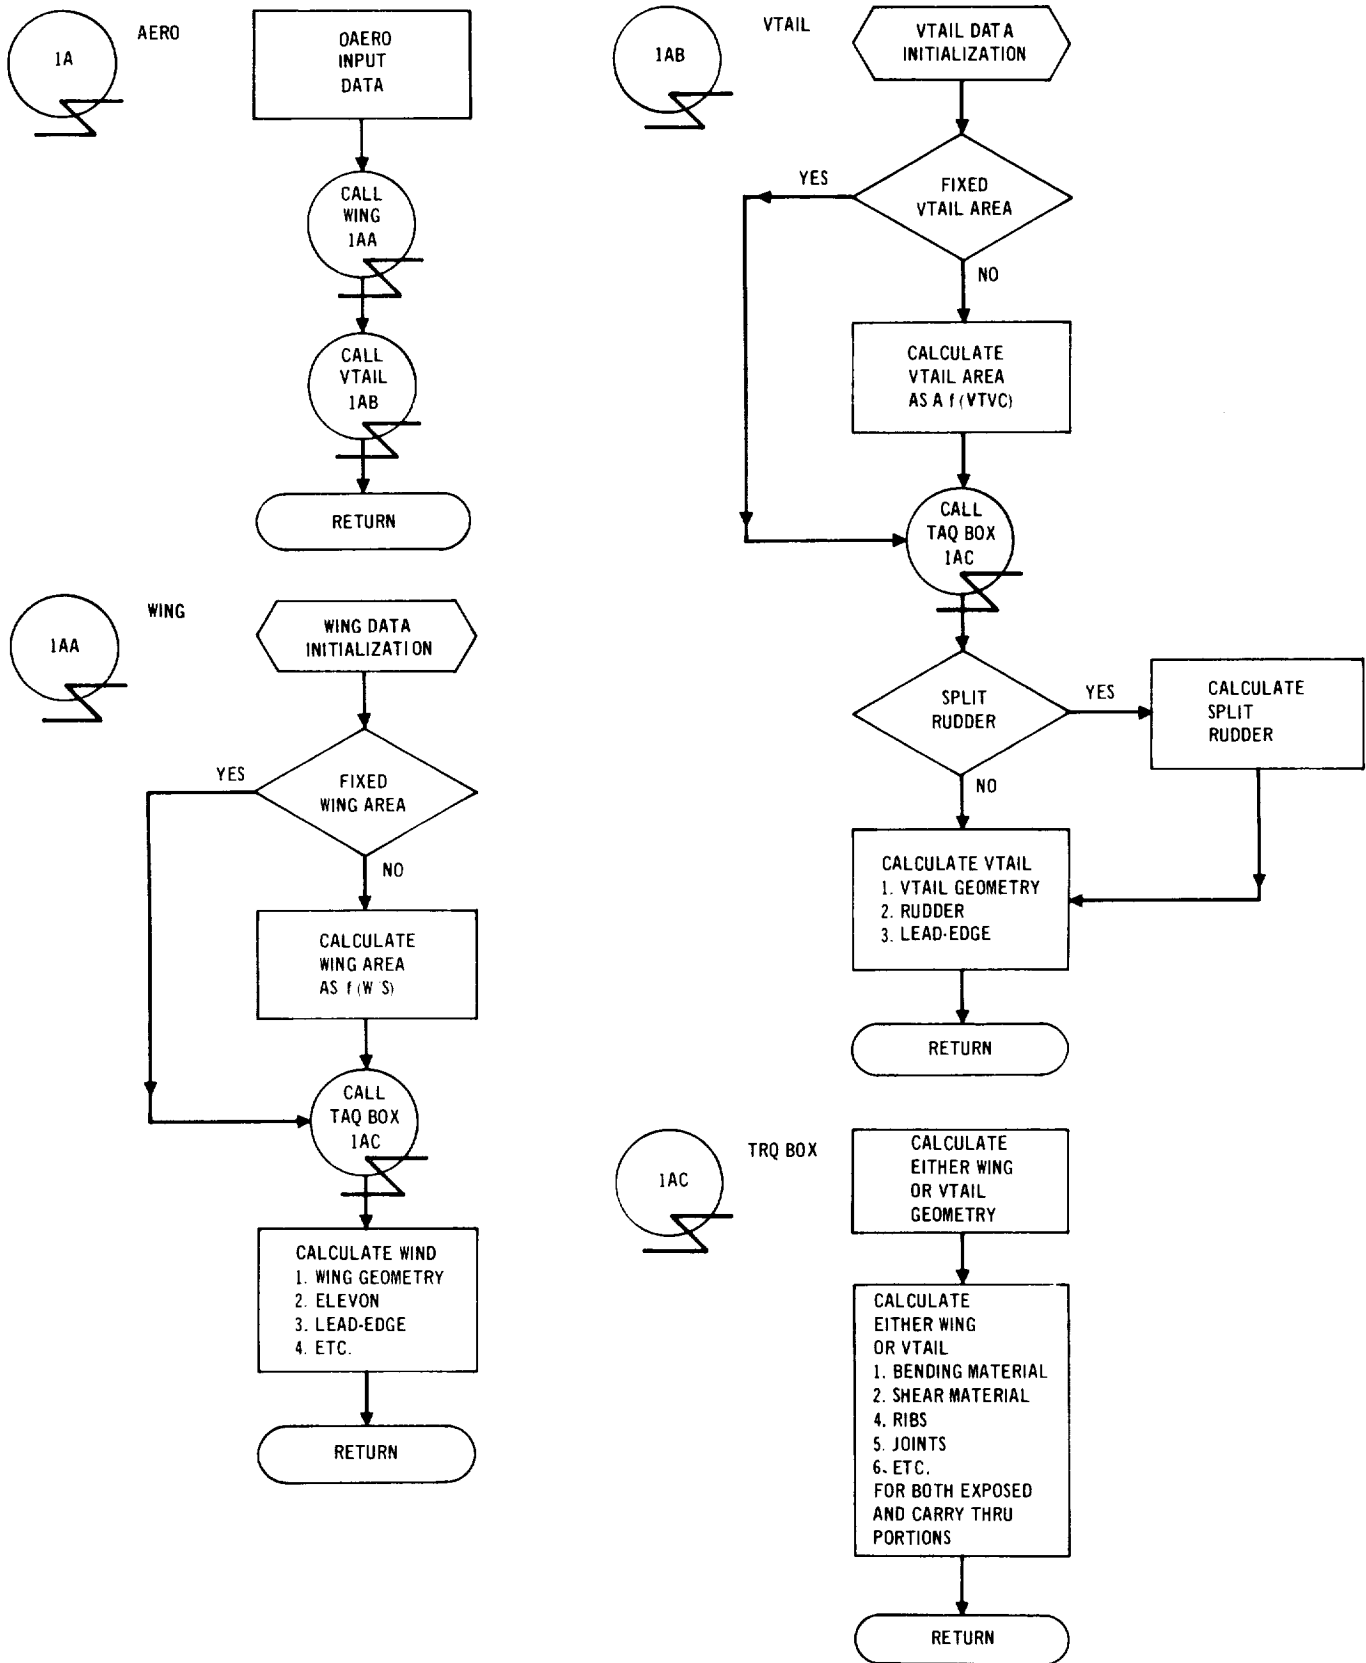 1A
AERO
OAERO
INPUT
DATA
CALL
WING
1AA
CALL
VTAIL
1AB
RETURN
1AA
WING
WING DATA
INITIALIZATION
YES
FIXED
WING AREA
NO
CALCULATE
WING AREA
AS f (W S)
CALL
TAQ BOX
1AC
CALCULATE WIND
1. WING GEOMETRY
2. ELEVON
3. LEAD-EDGE
4. ETC.
RETURN
1AB
VTAIL
VTAIL DATA
INITIALIZATION
YES
FIXED
VTAIL AREA
NO
CALCULATE
VTAIL AREA
AS A f (VTVC)
CALL
TAQ BOX
1AC
SPLIT
RUDDER
YES
CALCULATE
SPLIT
RUDDER
NO
CALCULATE VTAIL
1. VTAIL GEOMETRY
2. RUDDER
3. LEAD-EDGE
RETURN
1AC
TRQ BOX
CALCULATE
EITHER WING
OR VTAIL
GEOMETRY
CALCULATE
EITHER WING
OR VTAIL
1. BENDING MATERIAL
2. SHEAR MATERIAL
4. RIBS
5. JOINTS
6. ETC.
FOR BOTH EXPOSED
AND CARRY THRU
PORTIONS
RETURN